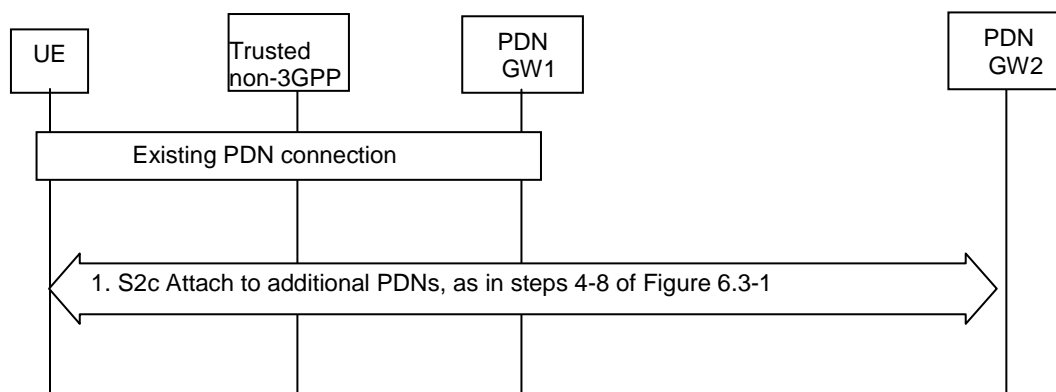 UE
Trusted
non-3GPP
PDN
GW1
PDN
GW2
Existing PDN connection
1. S2c Attach to additional PDNs, as in steps 4-8 of Figure 6.3-1